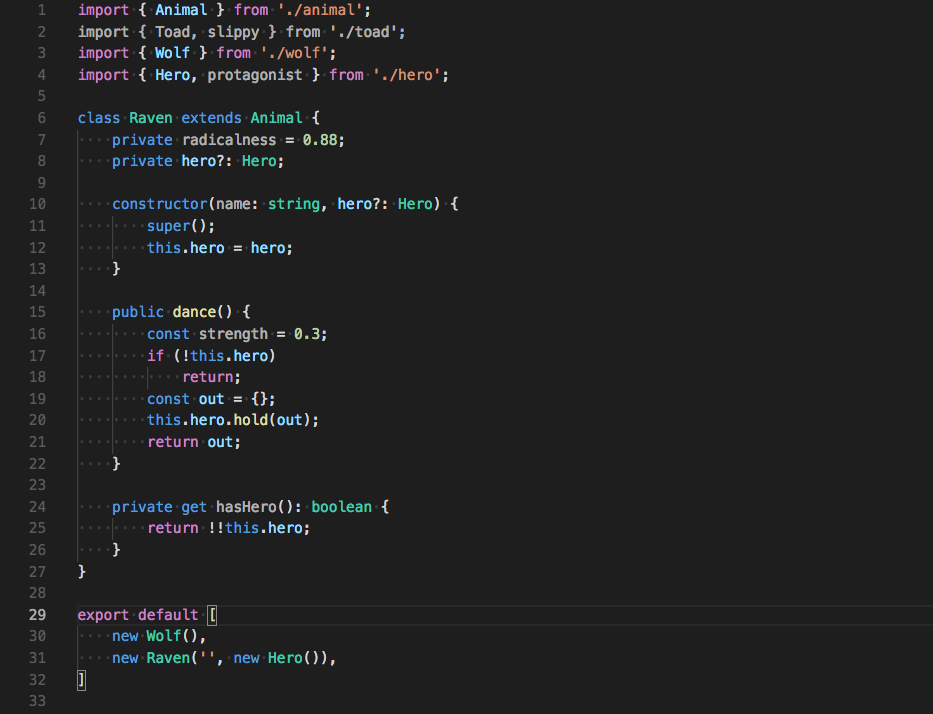 1 import { Animal } from './animal';
2 import { Toad, slippy } from './toad';
3 import { Wolf } from './wolf';
4 import { Hero, protagonist } from './hero';
5
6 class Raven extends Animal {
7     private radicalness = 0.88;
8     private hero?: Hero;
9
10     constructor(name: string, hero?: Hero) {
11         super();
12         this.hero = hero;
13     }
14
15     public dance() {
16         const strength = 0.3;
17         if (!this.hero)
18             return;
19         const out = {};
20         this.hero.hold(out);
21         return out;
22     }
23
24     private get hasHero(): boolean {
25         return !!this.hero;
26     }
27 }
28
29 export default [
30     new Wolf(),
31     new Raven('', new Hero()),
32 ]
33